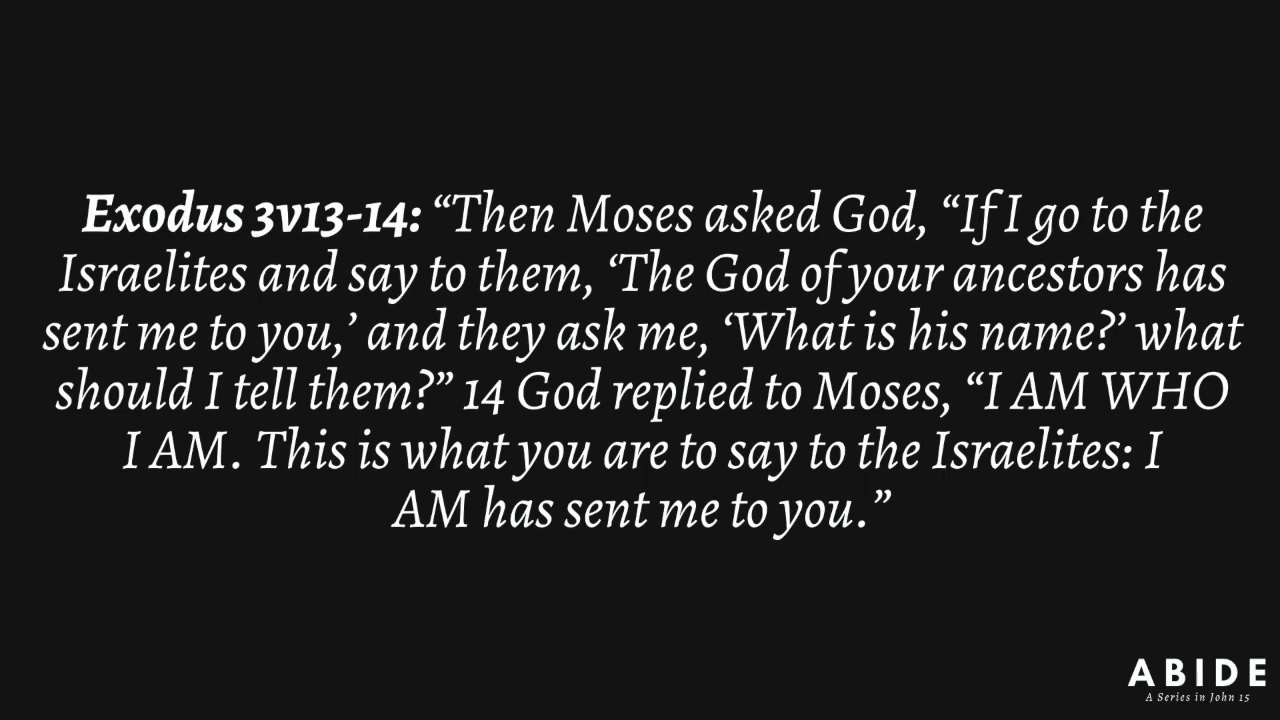 Exodus 3v13-14: “Then Moses asked God, “If I go to the
Israelites and say to them, ‘The God of your ancestors has
sent me to you,’ and they ask me, ‘What is his name?’ what
should I tell them?” 14 God replied to Moses, “I AM WHO
I AM. This is what you are to say to the Israelites: I
AM has sent me to you.”
ABIDE
A Series in John 15